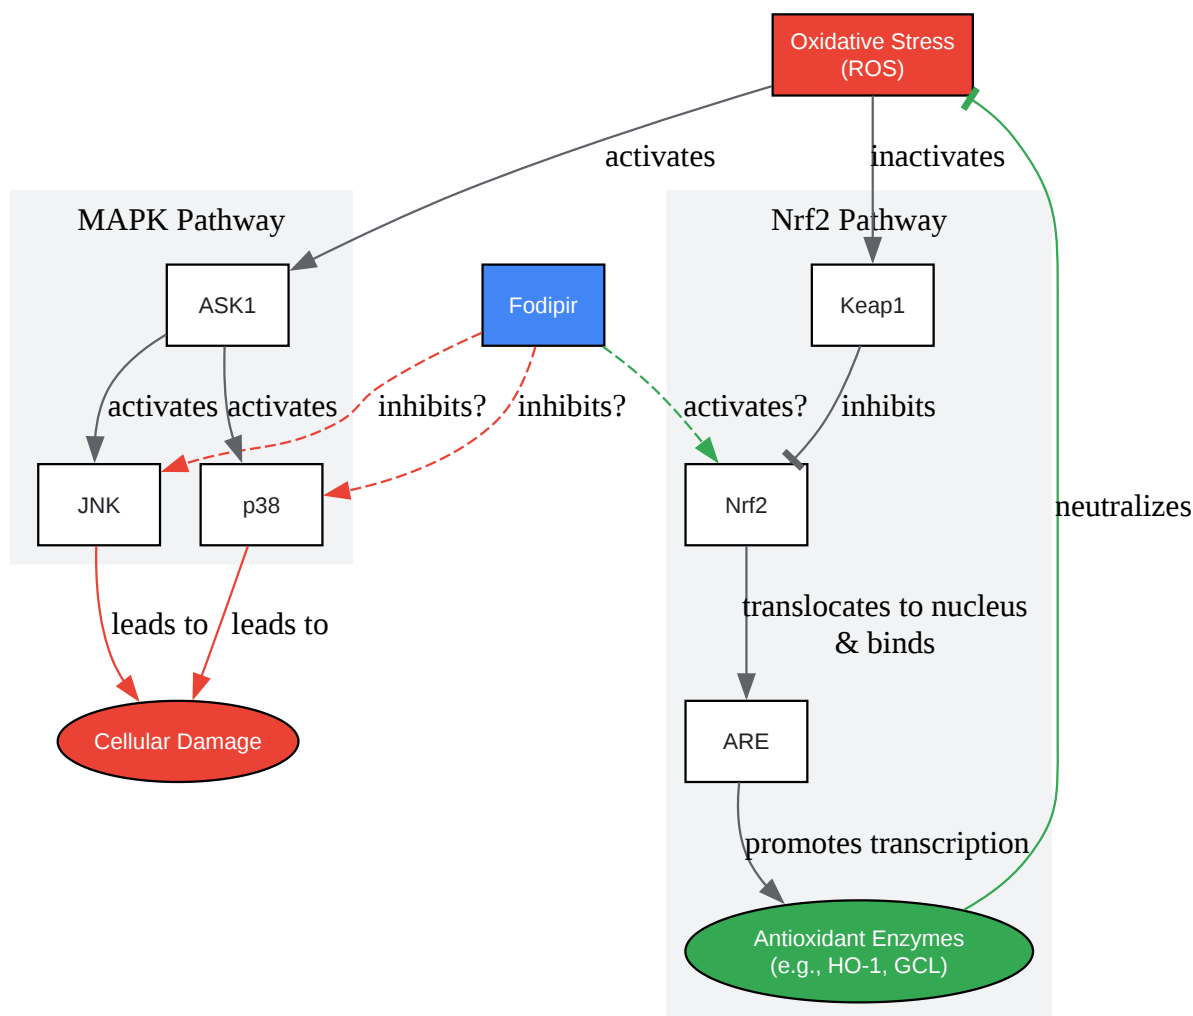 Oxidative Stress
(ROS)
activates
inactivates
MAPK Pathway
Nrf2 Pathway
ASK1
Fodipir
Keap1
activates
activates
inhibits?
inhibits?
activates?
inhibits
JNK
p38
Nrf2
neutralizes
leads to
leads to
translocates to nucleus
& binds
Cellular Damage
ARE
promotes transcription
Antioxidant Enzymes
(e.g., HO-1, GCL)